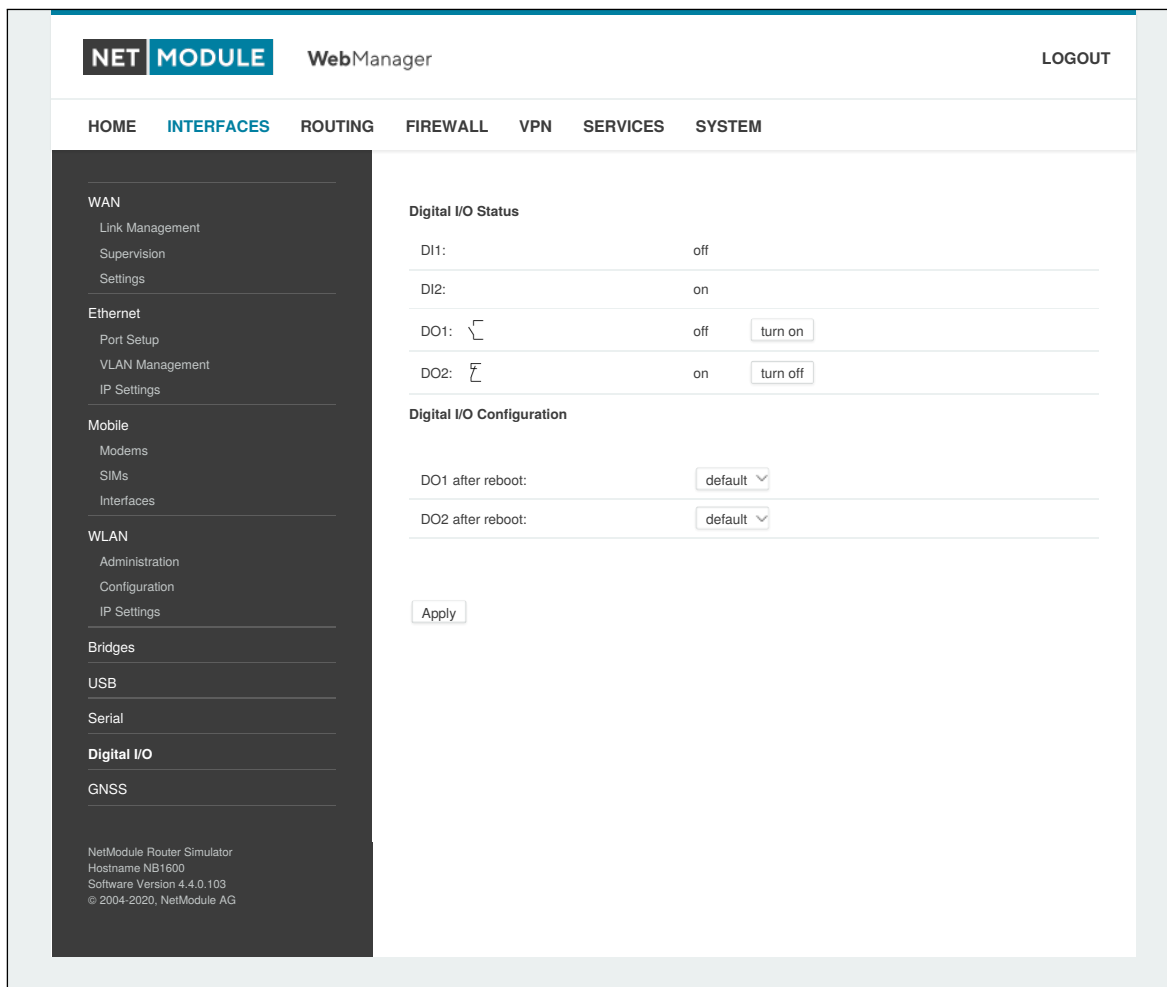 NET MODULE WebManager LOGOUT
HOME INTERFACES ROUTING FIREWALL VPN SERVICES SYSTEM
WAN
Link Management
Supervision
Settings
Ethernet
Port Setup
VLAN Management
IP Settings
Mobile
Modems
SIMs
Interfaces
WLAN
Administration
Configuration
IP Settings
Bridges
USB
Serial
Digital I/O
GNSS
NetModule Router Simulator
Hostname NB1600
Software Version 4.4.0.103
© 2004-2020, NetModule AG
Digital I/O Status
DI1: off
DI2: on
DO1: off turn on
DO2: on turn off
Digital I/O Configuration
DO1 after reboot: default
DO2 after reboot: default
Apply